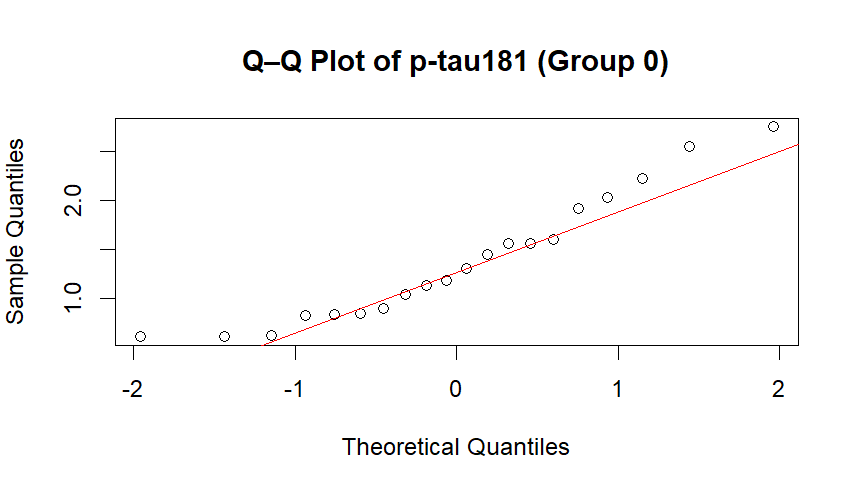 Q–Q Plot of p-tau181 (Group 0)
Sample Quantiles
2.0
1.0
-2 -1 0 1 2
Theoretical Quantiles